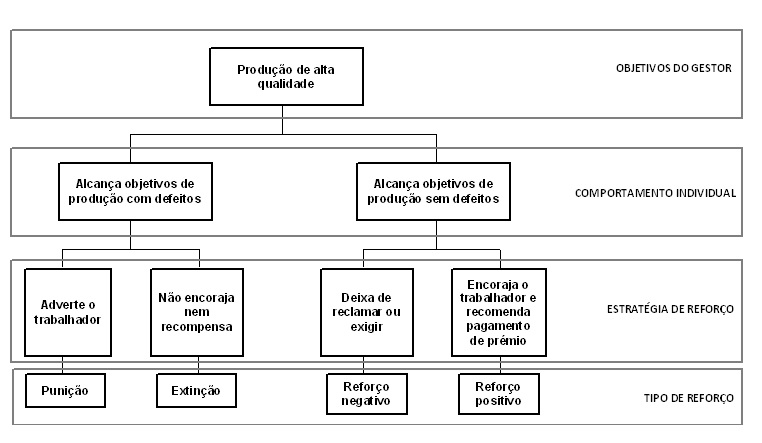 Produção de alta
qualidade
OBJETIVOS DO GESTOR
Alcança objetivos de
produção com defeitos
Alcança objetivos de
produção sem defeitos
COMPORTAMENTO INDIVIDUAL
Adverte o
trabalhador
Não encoraja
nem
recompensa
Deixa de
reclamar ou
exigir
Encoraja o
trabalhador e
recomenda
pagamento
de prémio
ESTRATÉGIA DE REFORÇO
Punição
Extinção
Reforço
negativo
Reforço
positivo
TIPO DE REFORÇO